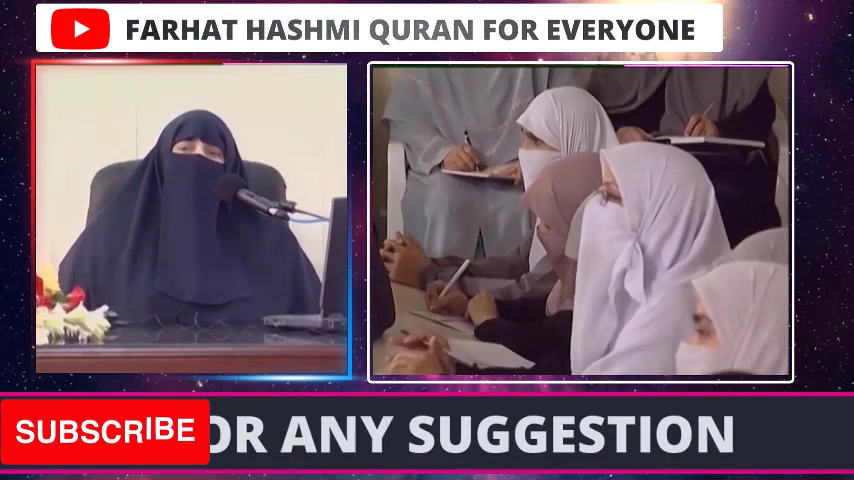 FARHAT HASHMI QURAN FOR EVERYONE
SUBSCRIBE
OR ANY SUGGESTION